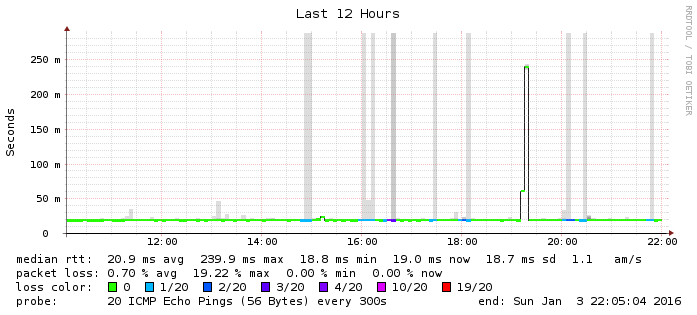 Last 12 Hours
RRDTOOL / TOBI OETIKER
Seconds
250 m
200 m
150 m
100 m
50 m
0
12:00 14:00 16:00 18:00 20:00 22:00
median rtt: 20.9 ms avg 239.9 ms max 18.8 ms min 19.0 ms now 18.7 ms sd 1.1 am/s
packet loss: 0.70 % avg 19.22 % max 0.00 % min 0.00 % now
loss color: 0 1/20 2/20 3/20 4/20 10/20 19/20
probe: 20 ICMP Echo Pings (56 Bytes) every 300s end: Sun Jan 3 22:05:04 2016